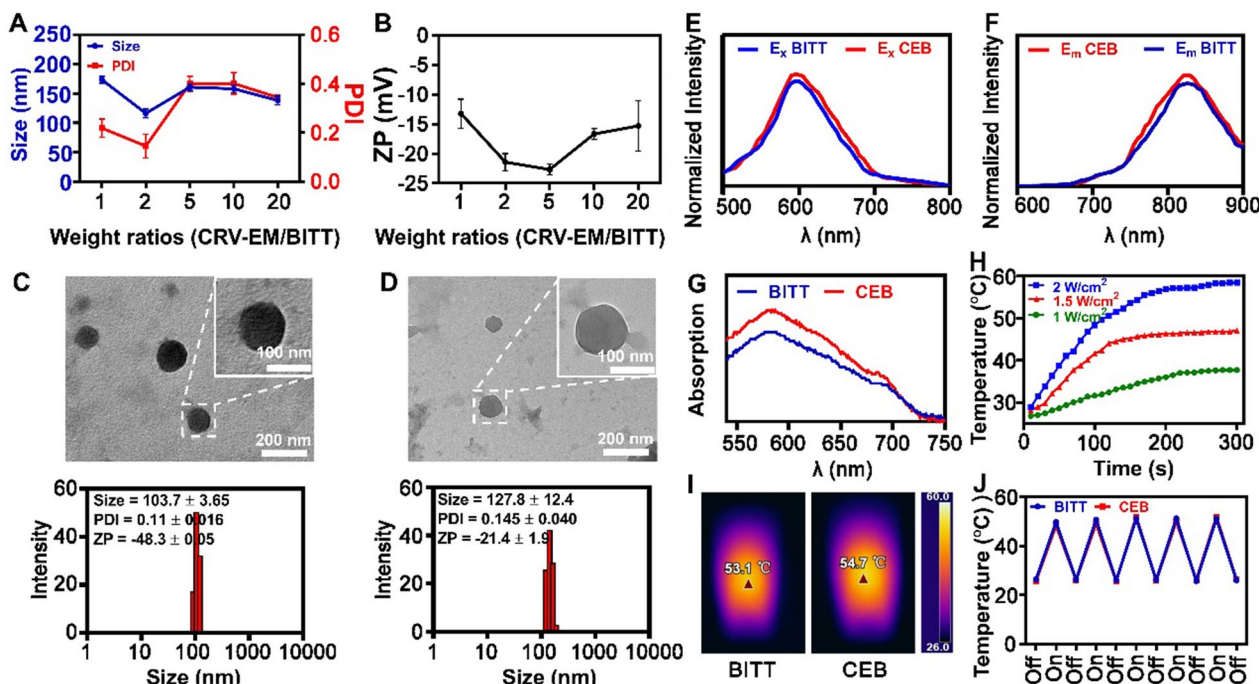 A
Size (nm)
250
200
150
100
50
0
Size
PDI
0.6
0.4
0.2
0.0
PDI
1 2 5 10 20
Weight ratios (CRV-EM/BITT)
B
ZP (mV)
0
-5
-10
-15
-20
-25
1 2 5 10 20
Weight ratios (CRV-EM/BITT)
E
Normalized Intensity
Ex BITT Ex CEB
500 600 700 800
λ (nm)
F
Normalized Intensity
Em CEB Em BITT
600 700 800 900
λ (nm)
C
100 nm
200 nm
Intensity
60
40
20
0
Size = 103.7 ± 3.65
PDI = 0.11 ± 0.016
ZP = -48.3 ± 0.05
1 10 100 1000 10000
Size (nm)
D
100 nm
200 nm
Intensity
60
40
20
0
Size = 127.8 ± 12.4
PDI = 0.145 ± 0.040
ZP = -21.4 ± 1.9
1 10 100 1000 10000
Size (nm)
G
Absorption
BITT CEB
550 600 650 700 750
λ (nm)
H
Temperature (°C)
60
50
40
30
2 W/cm²
1.5 W/cm²
1 W/cm²
0 100 200 300
Time (s)
I
53.1 °C
54.7 °C
60.0
26.0
BITT CEB
J
Temperature (°C)
60
40
20
0
BITT CEB
Off On Off On Off On Off On Off On Off